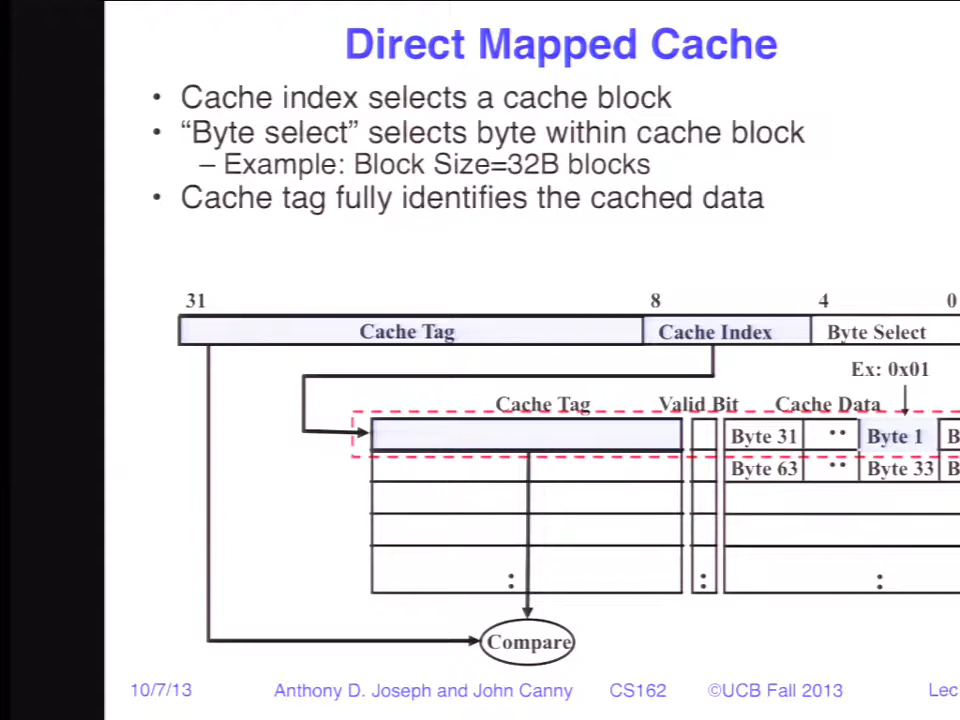 Direct Mapped Cache
• Cache index selects a cache block
• “Byte select” selects byte within cache block
– Example: Block Size=32B blocks
• Cache tag fully identifies the cached data
31 8 4 0
Cache Tag Cache Index Byte Select
Ex: 0x01
Cache Tag Valid Bit Cache Data
Byte 31 ·· Byte 1 B
Byte 63 ·· Byte 33 B
: : :
Compare
10/7/13 Anthony D. Joseph and John Canny CS162 ©UCB Fall 2013 Lec